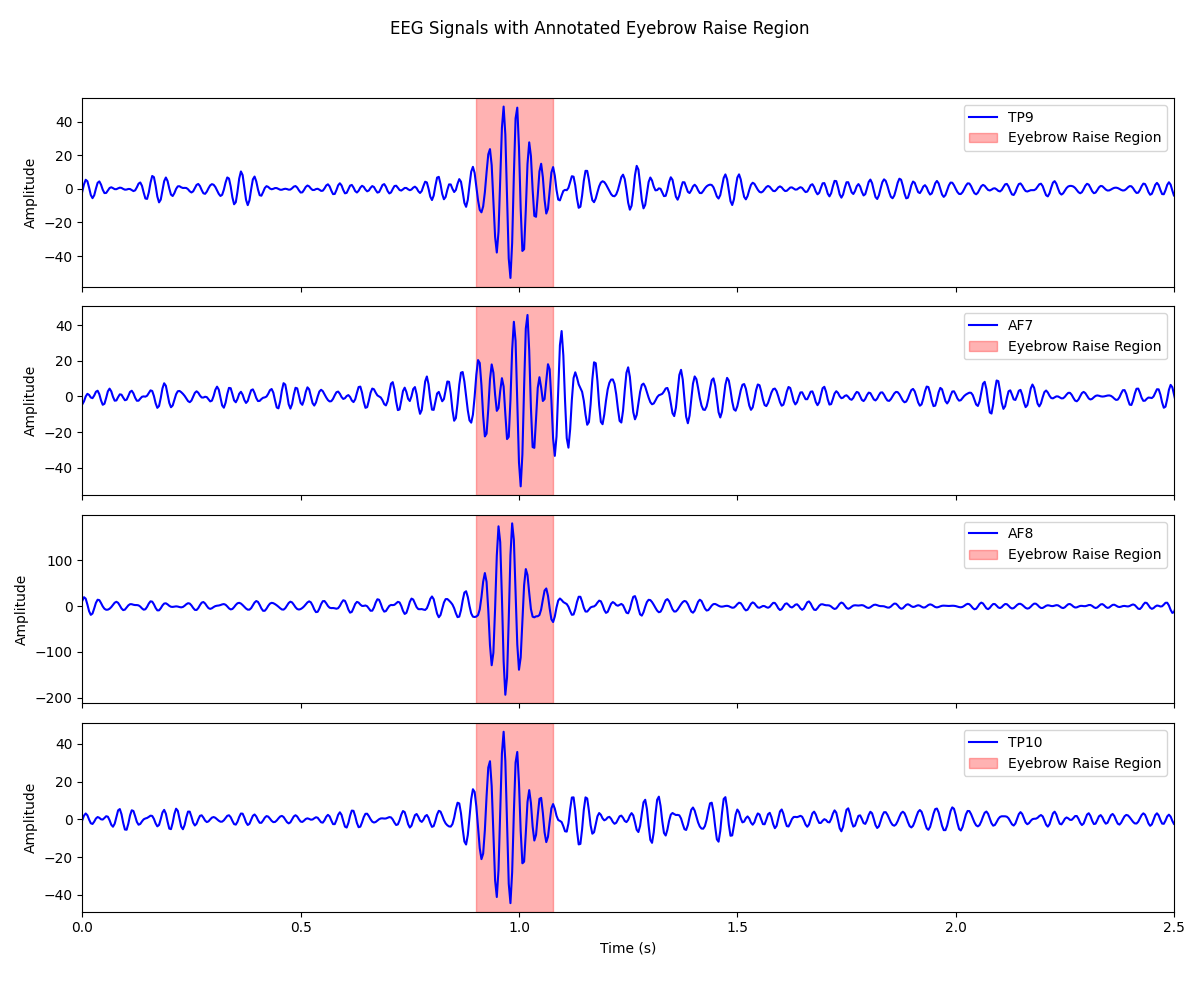 EEG Signals with Annotated Eyebrow Raise Region
Amplitude
40
20
0
−20
−40
TP9
Eyebrow Raise Region
Amplitude
40
20
0
−20
−40
AF7
Eyebrow Raise Region
Amplitude
100
0
−100
−200
AF8
Eyebrow Raise Region
Amplitude
40
20
0
−20
−40
TP10
Eyebrow Raise Region
0.0 0.5 1.0 1.5 2.0 2.5
Time (s)